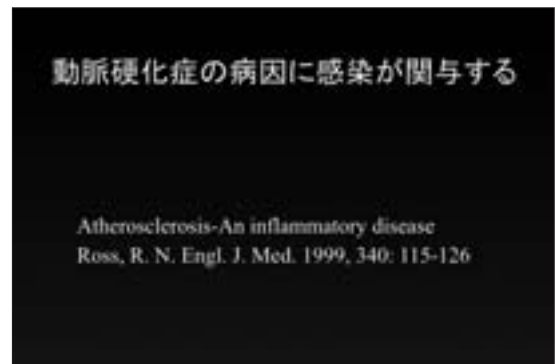 動脈硬化症の病因に感染が関与する
Atherosclerosis-An inflammatory disease
Ross, R. N. Engl. J. Med. 1999, 340: 115-126